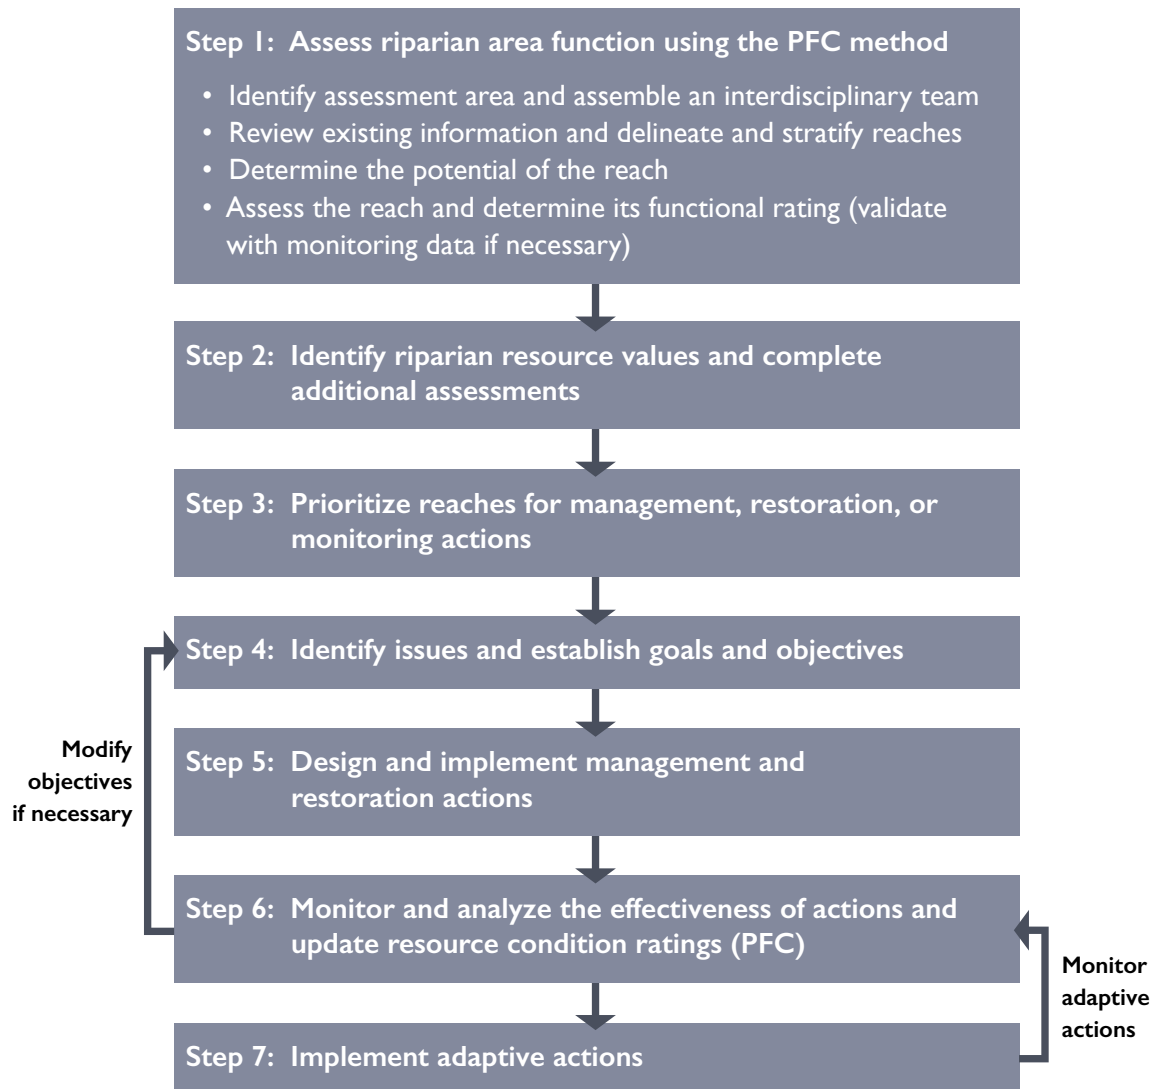 Step 1: Assess riparian area function using the PFC method
• Identify assessment area and assemble an interdisciplinary team
• Review existing information and delineate and stratify reaches
• Determine the potential of the reach
• Assess the reach and determine its functional rating (validate
with monitoring data if necessary)
Step 2: Identify riparian resource values and complete
additional assessments
Step 3: Prioritize reaches for management, restoration, or
monitoring actions
Step 4: Identify issues and establish goals and objectives
Modify
objectives
if necessary
Step 5: Design and implement management and
restoration actions
Step 6: Monitor and analyze the effectiveness of actions and
update resource condition ratings (PFC)
Monitor
adaptive
actions
Step 7: Implement adaptive actions